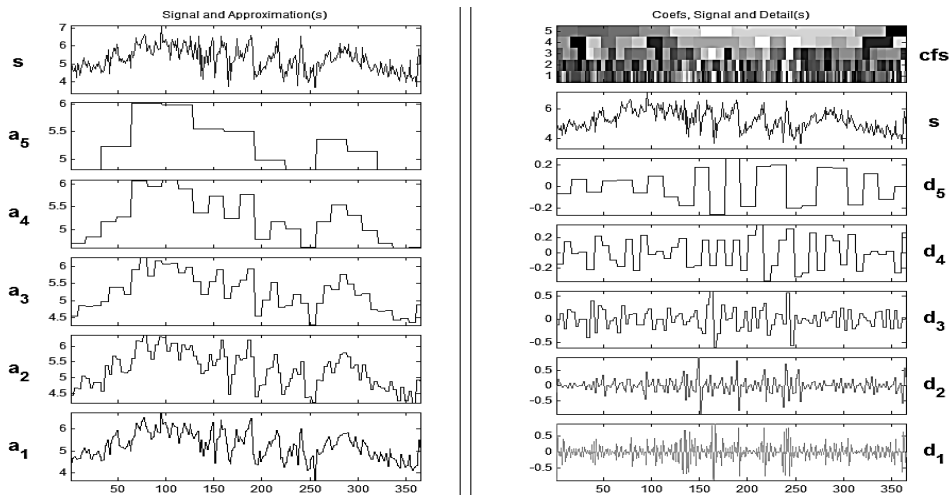 Signal and Approximation(s)
s
7
6
5
4
a5
6
5.5
5
a4
6
5.5
5
a3
6
5.5
5
4.5
a2
6
5.5
5
4.5
a1
6
5
4
50 100 150 200 250 300 350
Coefs, Signal and Detail(s)
5
4
3
2
1
cfs
6
4
s
0.2
0
-0.2
d5
0.2
0
-0.2
d4
0.5
0
-0.5
d3
0.5
0
-0.5
d2
0.5
0
-0.5
d1
50 100 150 200 250 300 350